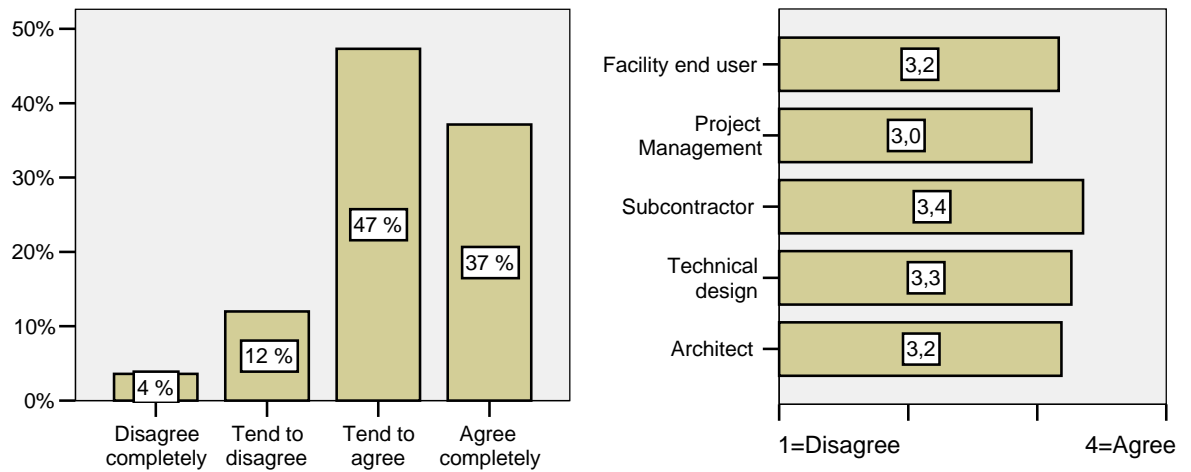 50%
40%
30%
20%
10%
0%
4 %
12 %
47 %
37 %
Disagree
completely
Tend to
disagree
Tend to
agree
Agree
completely
Facility end user
3,2
Project
Management
3,0
Subcontractor
3,4
Technical
design
3,3
Architect
3,2
1=Disagree
4=Agree